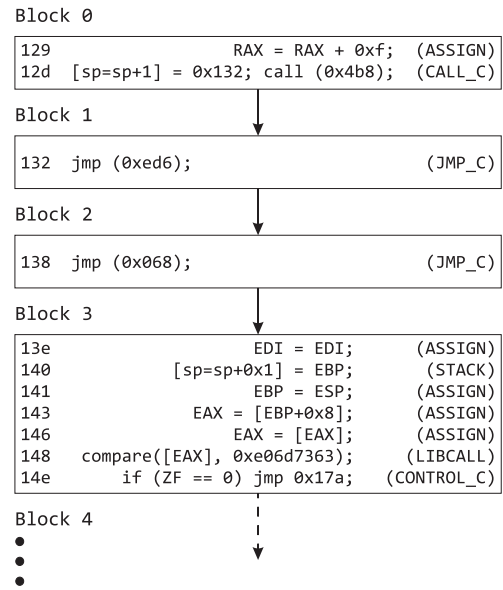 Block 0
129 RAX = RAX + 0xf; (ASSIGN)
12d [sp=sp+1] = 0x132; call (0x4b8); (CALL_C)
Block 1
132 jmp (0xed6); (JMP_C)
Block 2
138 jmp (0x068); (JMP_C)
Block 3
13e EDI = EDI; (ASSIGN)
140 [sp=sp+0x1] = EBP; (STACK)
141 EBP = ESP; (ASSIGN)
143 EAX = [EBP+0x8]; (ASSIGN)
146 EAX = [EAX]; (ASSIGN)
148 compare([EAX], 0xe06d7363); (LIBCALL)
14e if (ZF == 0) jmp 0x17a; (CONTROL_C)
Block 4